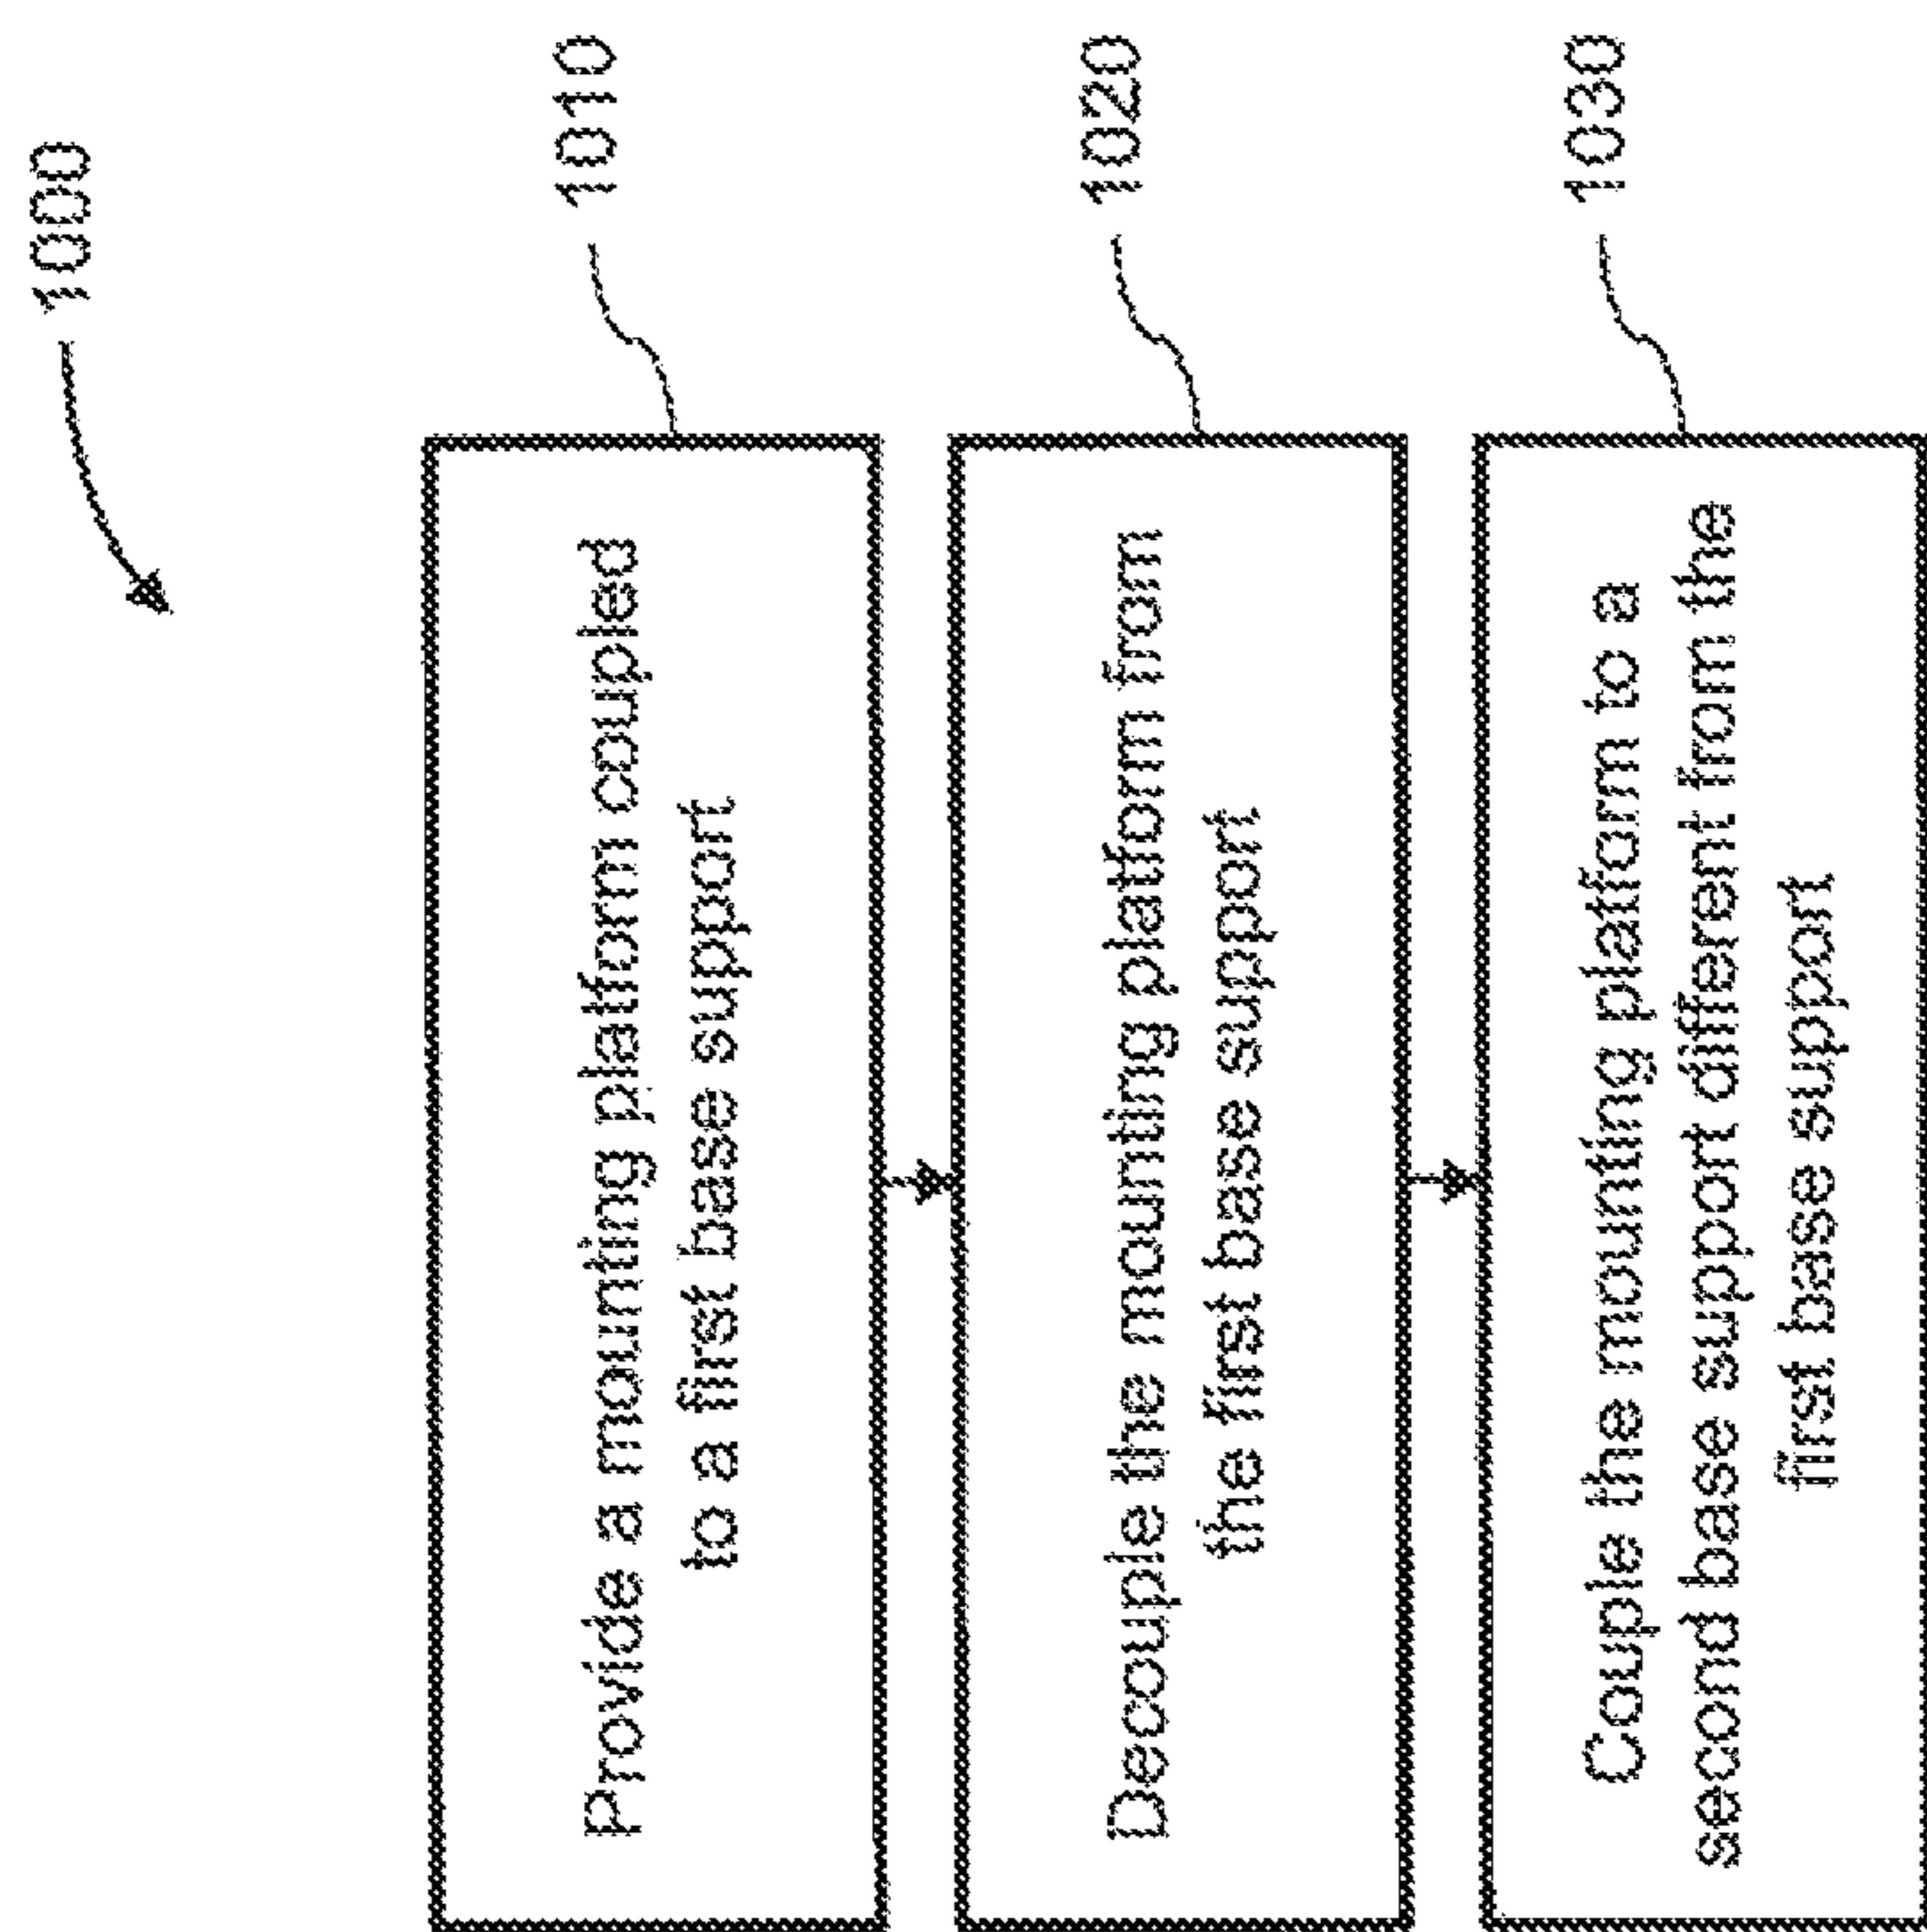 1000
Provide a mounting platform coupled
to a first base support
1010
Decouple the mounting platform from
the first base support
1020
Couple the mounting platform to a
second base support different from the
first base support
1030